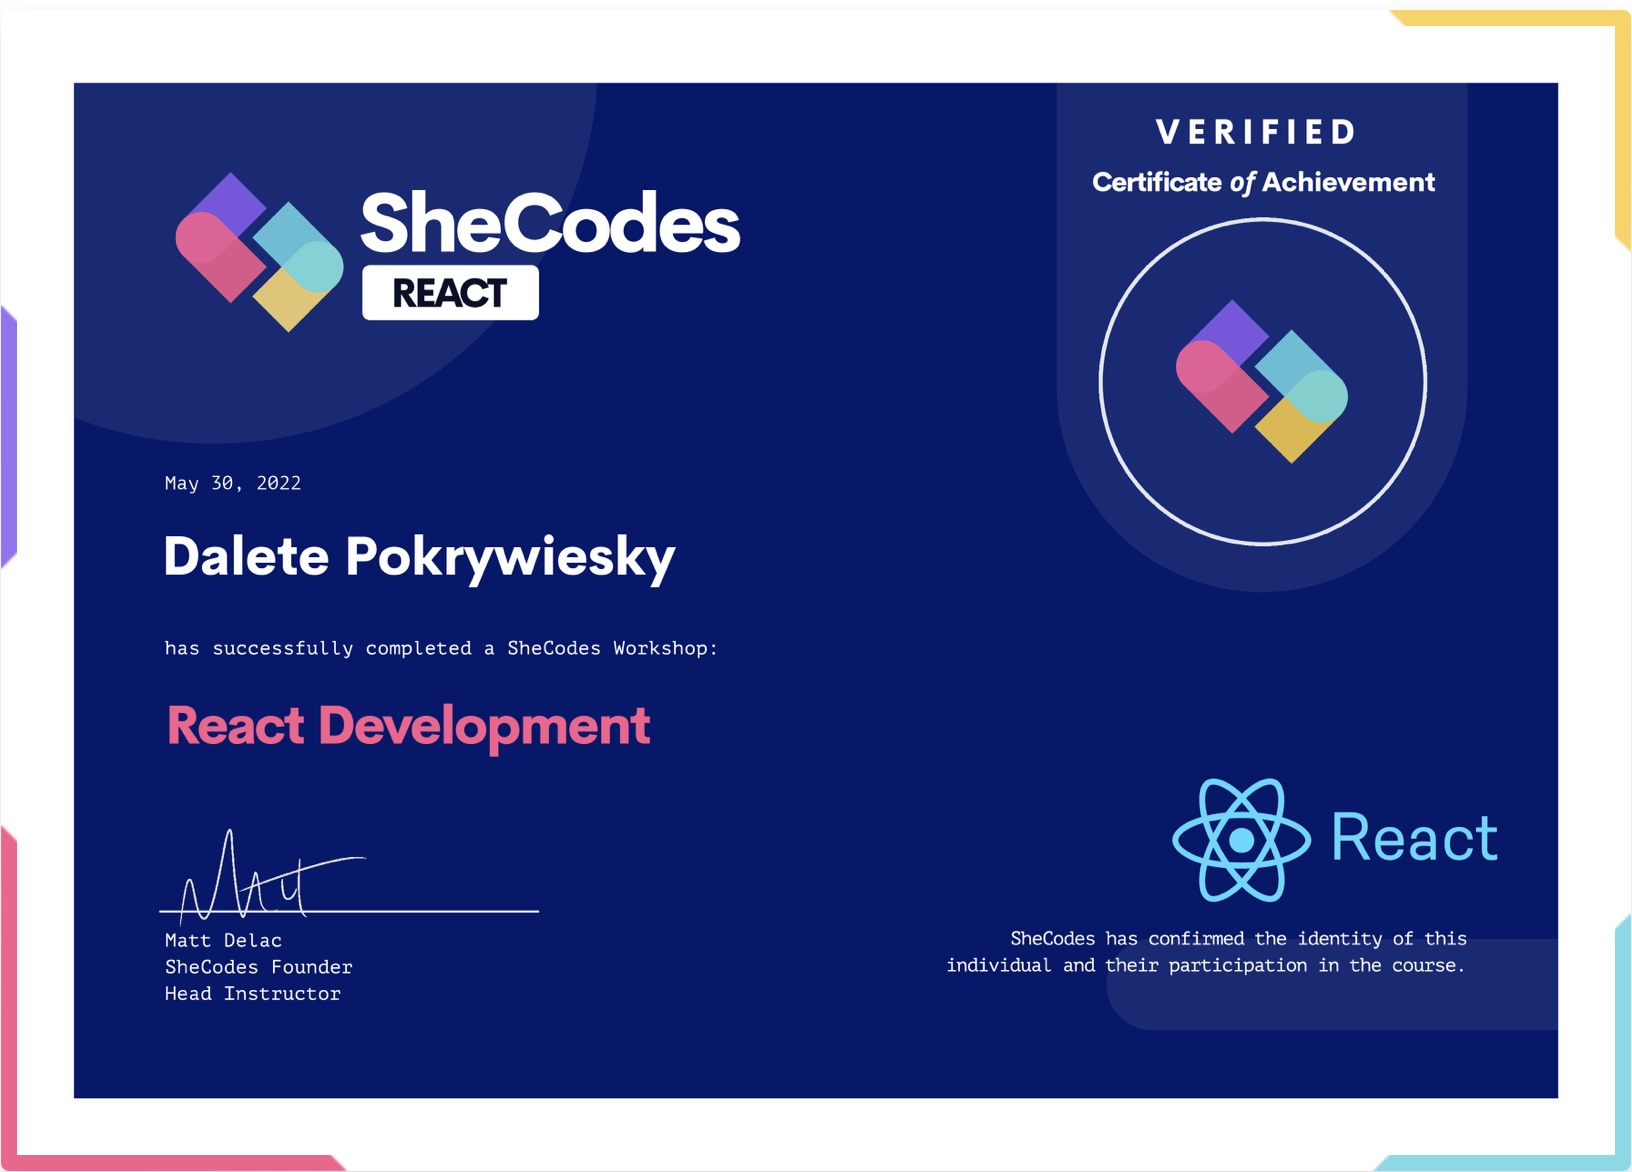 VERIFIED
Certificate of Achievement
SheCodes
REACT
May 30, 2022
Dalete Pokrywiesky
has successfully completed a SheCodes Workshop:
React Development
Matt
Matt Delac
SheCodes Founder
Head Instructor
React
SheCodes has confirmed the identity of this
individual and their participation in the course.